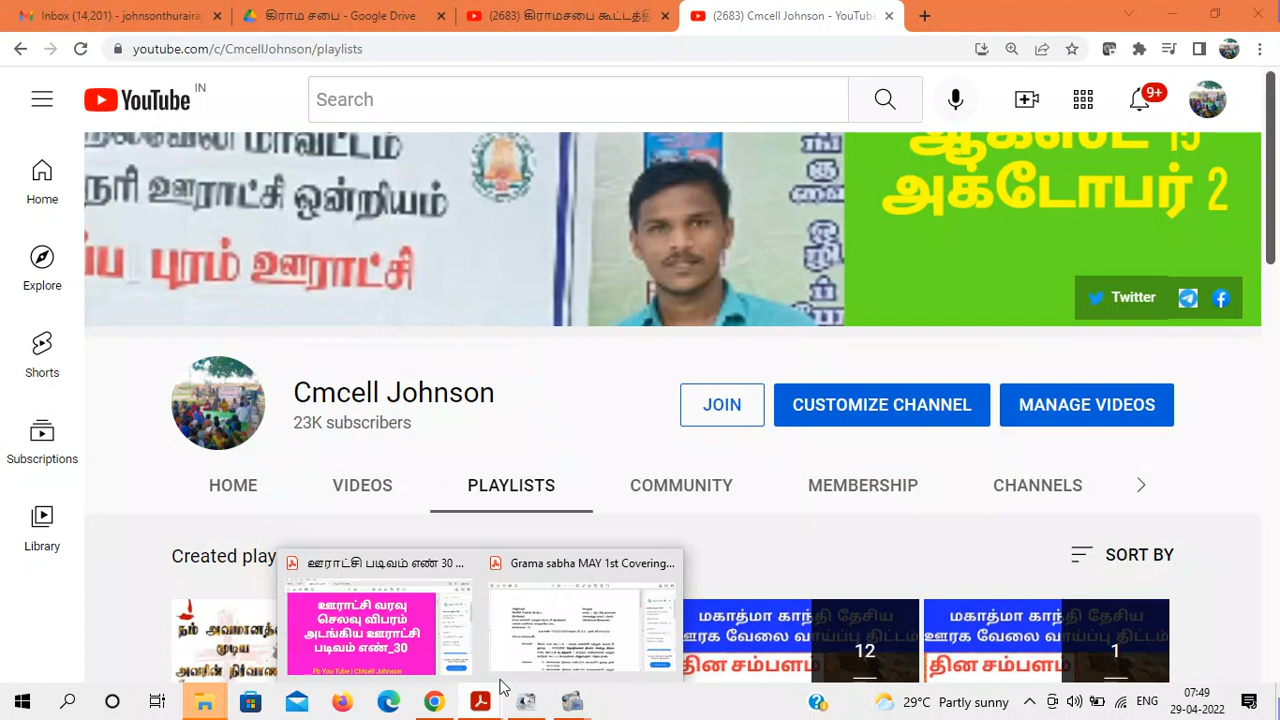 Inbox (14,201) - johnsonthuraira
கிராம சபை - Google Drive
(2683) கிராமசபை கூட்டத்தி
(2683) Cmcell Johnson - YouTube
youtube.com/c/CmcellJohnson/playlists
YouTube IN
Search
9+
மாவட்டம்
ஊராட்சி ஒன்றியம்
புரம் ஊராட்சி
ஆகஸ்ட் 15
அக்டோபர் 2
Twitter
Home
Explore
Shorts
Subscriptions
Library
Cmcell Johnson
23K subscribers
JOIN
CUSTOMIZE CHANNEL
MANAGE VIDEOS
HOME
VIDEOS
PLAYLISTS
COMMUNITY
MEMBERSHIP
CHANNELS
Created play
SORT BY
ஊராட்சி படிவம் எண் 30 ...
Grama sabha MAY 1st Covering...
ஊராட்சி வரவு
செலவு விபரம்
அடங்கிய ஊராட்சி
படிவம் எண்_30
Fb You Tube | CMCell Johnson
நம்
முடிய
மகாத்மா காந்தி தேசிய
ஊரக வேலை வாய்ப்பு திட்டம்
தின சம்பளம்
12
மகாத்மா காந்தி தேசிய
ஊரக வேலை வாய்ப்பு திட்டம்
தின சம்பளம்
1
29°C Partly sunny
ENG
07:49
29-04-2022